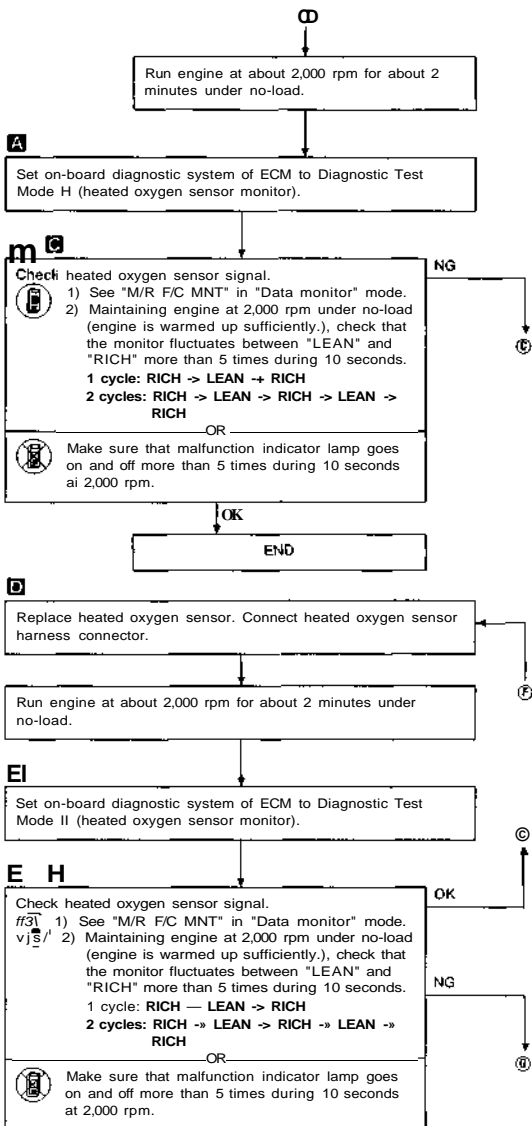 Run engine at about 2,000 rpm for about 2
minutes under no-load.
A
Set on-board diagnostic system of ECM to Diagnostic Test
Mode H (heated oxygen sensor monitor).
m C
Check heated oxygen sensor signal.
NG
1) See "M/R F/C MNT" in "Data monitor" mode.
2) Maintaining engine at 2,000 rpm under no-load
(engine is warmed up sufficiently.), check that
the monitor fluctuates between "LEAN" and
"RICH" more than 5 times during 10 seconds.
1 cycle: RICH -> LEAN -+ RICH
2 cycles: RICH -> LEAN -> RICH -> LEAN ->
RICH
OR
Make sure that malfunction indicator lamp goes
on and off more than 5 times during 10 seconds
ai 2,000 rpm.
OK
END
D
Replace heated oxygen sensor. Connect heated oxygen sensor
harness connector.
F
Run engine at about 2,000 rpm for about 2 minutes under
no-load.
EI
Set on-board diagnostic system of ECM to Diagnostic Test
Mode II (heated oxygen sensor monitor).
C
E H
Check heated oxygen sensor signal.
OK
ff3\ 1) See "M/R F/C MNT" in "Data monitor" mode.
vjs/' 2) Maintaining engine at 2,000 rpm under no-load
(engine is warmed up sufficiently.), check that
the monitor fluctuates between "LEAN" and
"RICH" more than 5 times during 10 seconds.
NG
1 cycle: RICH — LEAN -> RICH
2 cycles: RICH -» LEAN -> RICH -» LEAN -»
RICH
OR
G
Make sure that malfunction indicator lamp goes
on and off more than 5 times during 10 seconds
at 2,000 rpm.